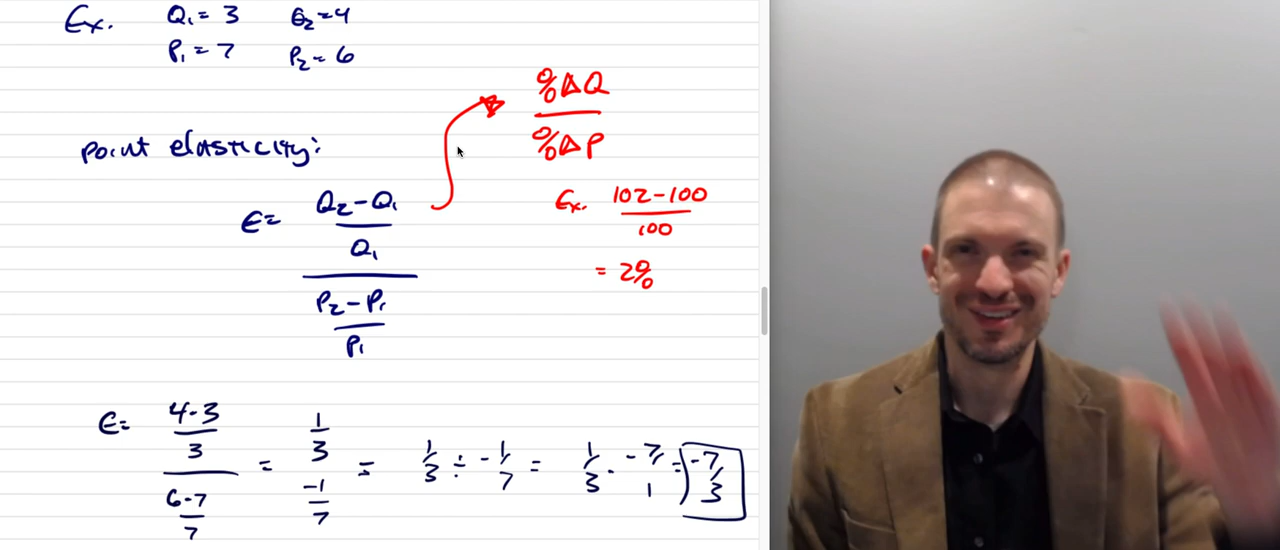 Ex. Q₁ = 3 Q₂ = 4
P₁ = 7 P₂ = 6
point elasticity:
%ΔQ
%ΔP
Ex. 102-100
100
= 2%
ϵ= Q₂-Q₁
Q₁
P₂-P₁
P₁
ϵ= 4-3
3
6-7
7
= 1
3
-1
7
= 1/3 ÷ -1/7 = 1/3 · -7/1 = -7/3